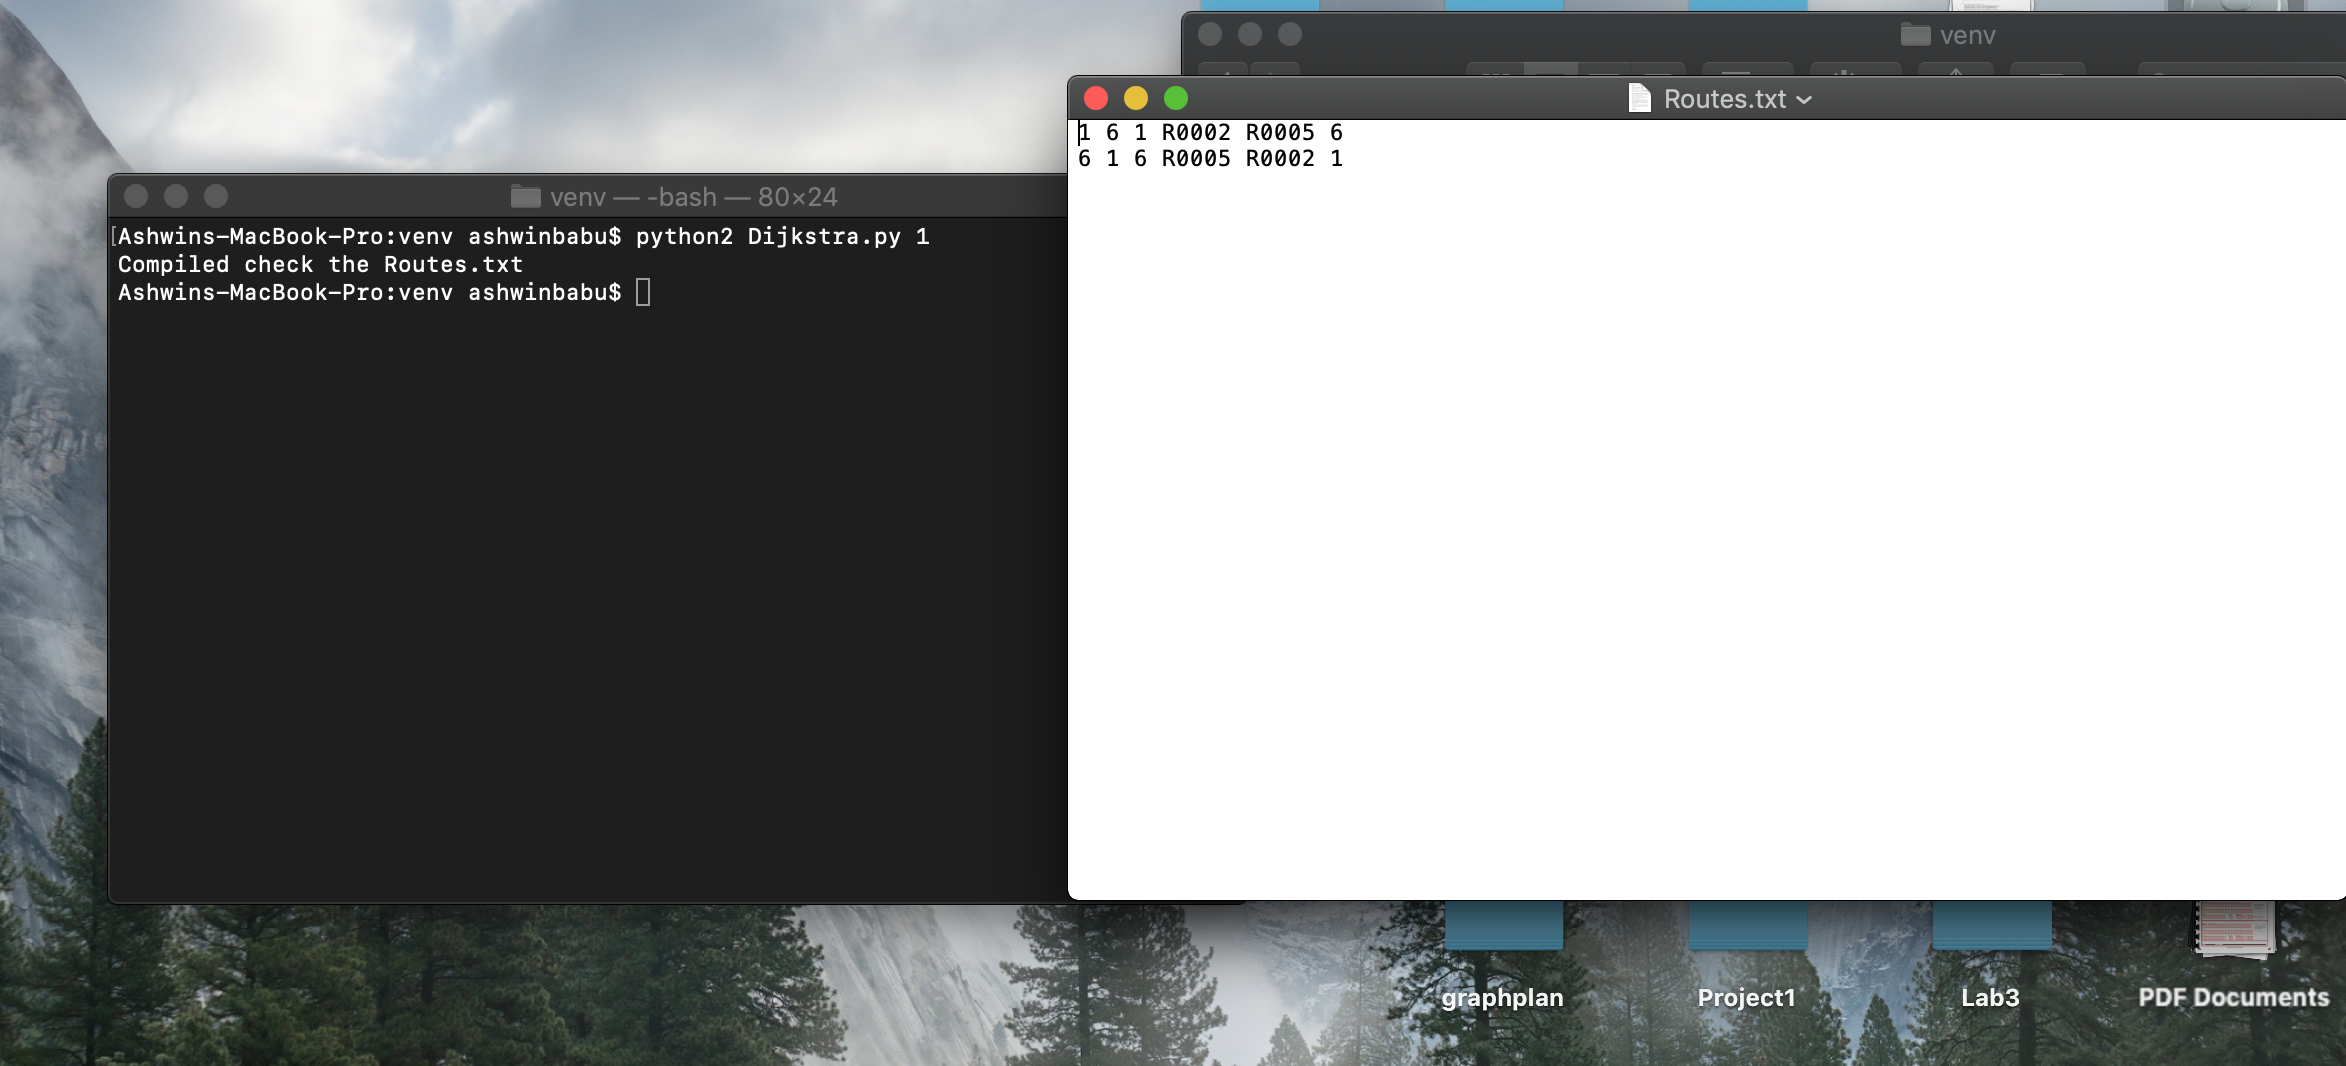 venv
Routes.txt
1 6 1 R0002 R0005 6
6 1 6 R0005 R0002 1
venv — -bash — 80×24
[Ashwins-MacBook-Pro:venv ashwinbabu$ python2 Dijkstra.py 1
Compiled check the Routes.txt
Ashwins-MacBook-Pro:venv ashwinbabu$
graphplan
Project1
Lab3
PDF Documents